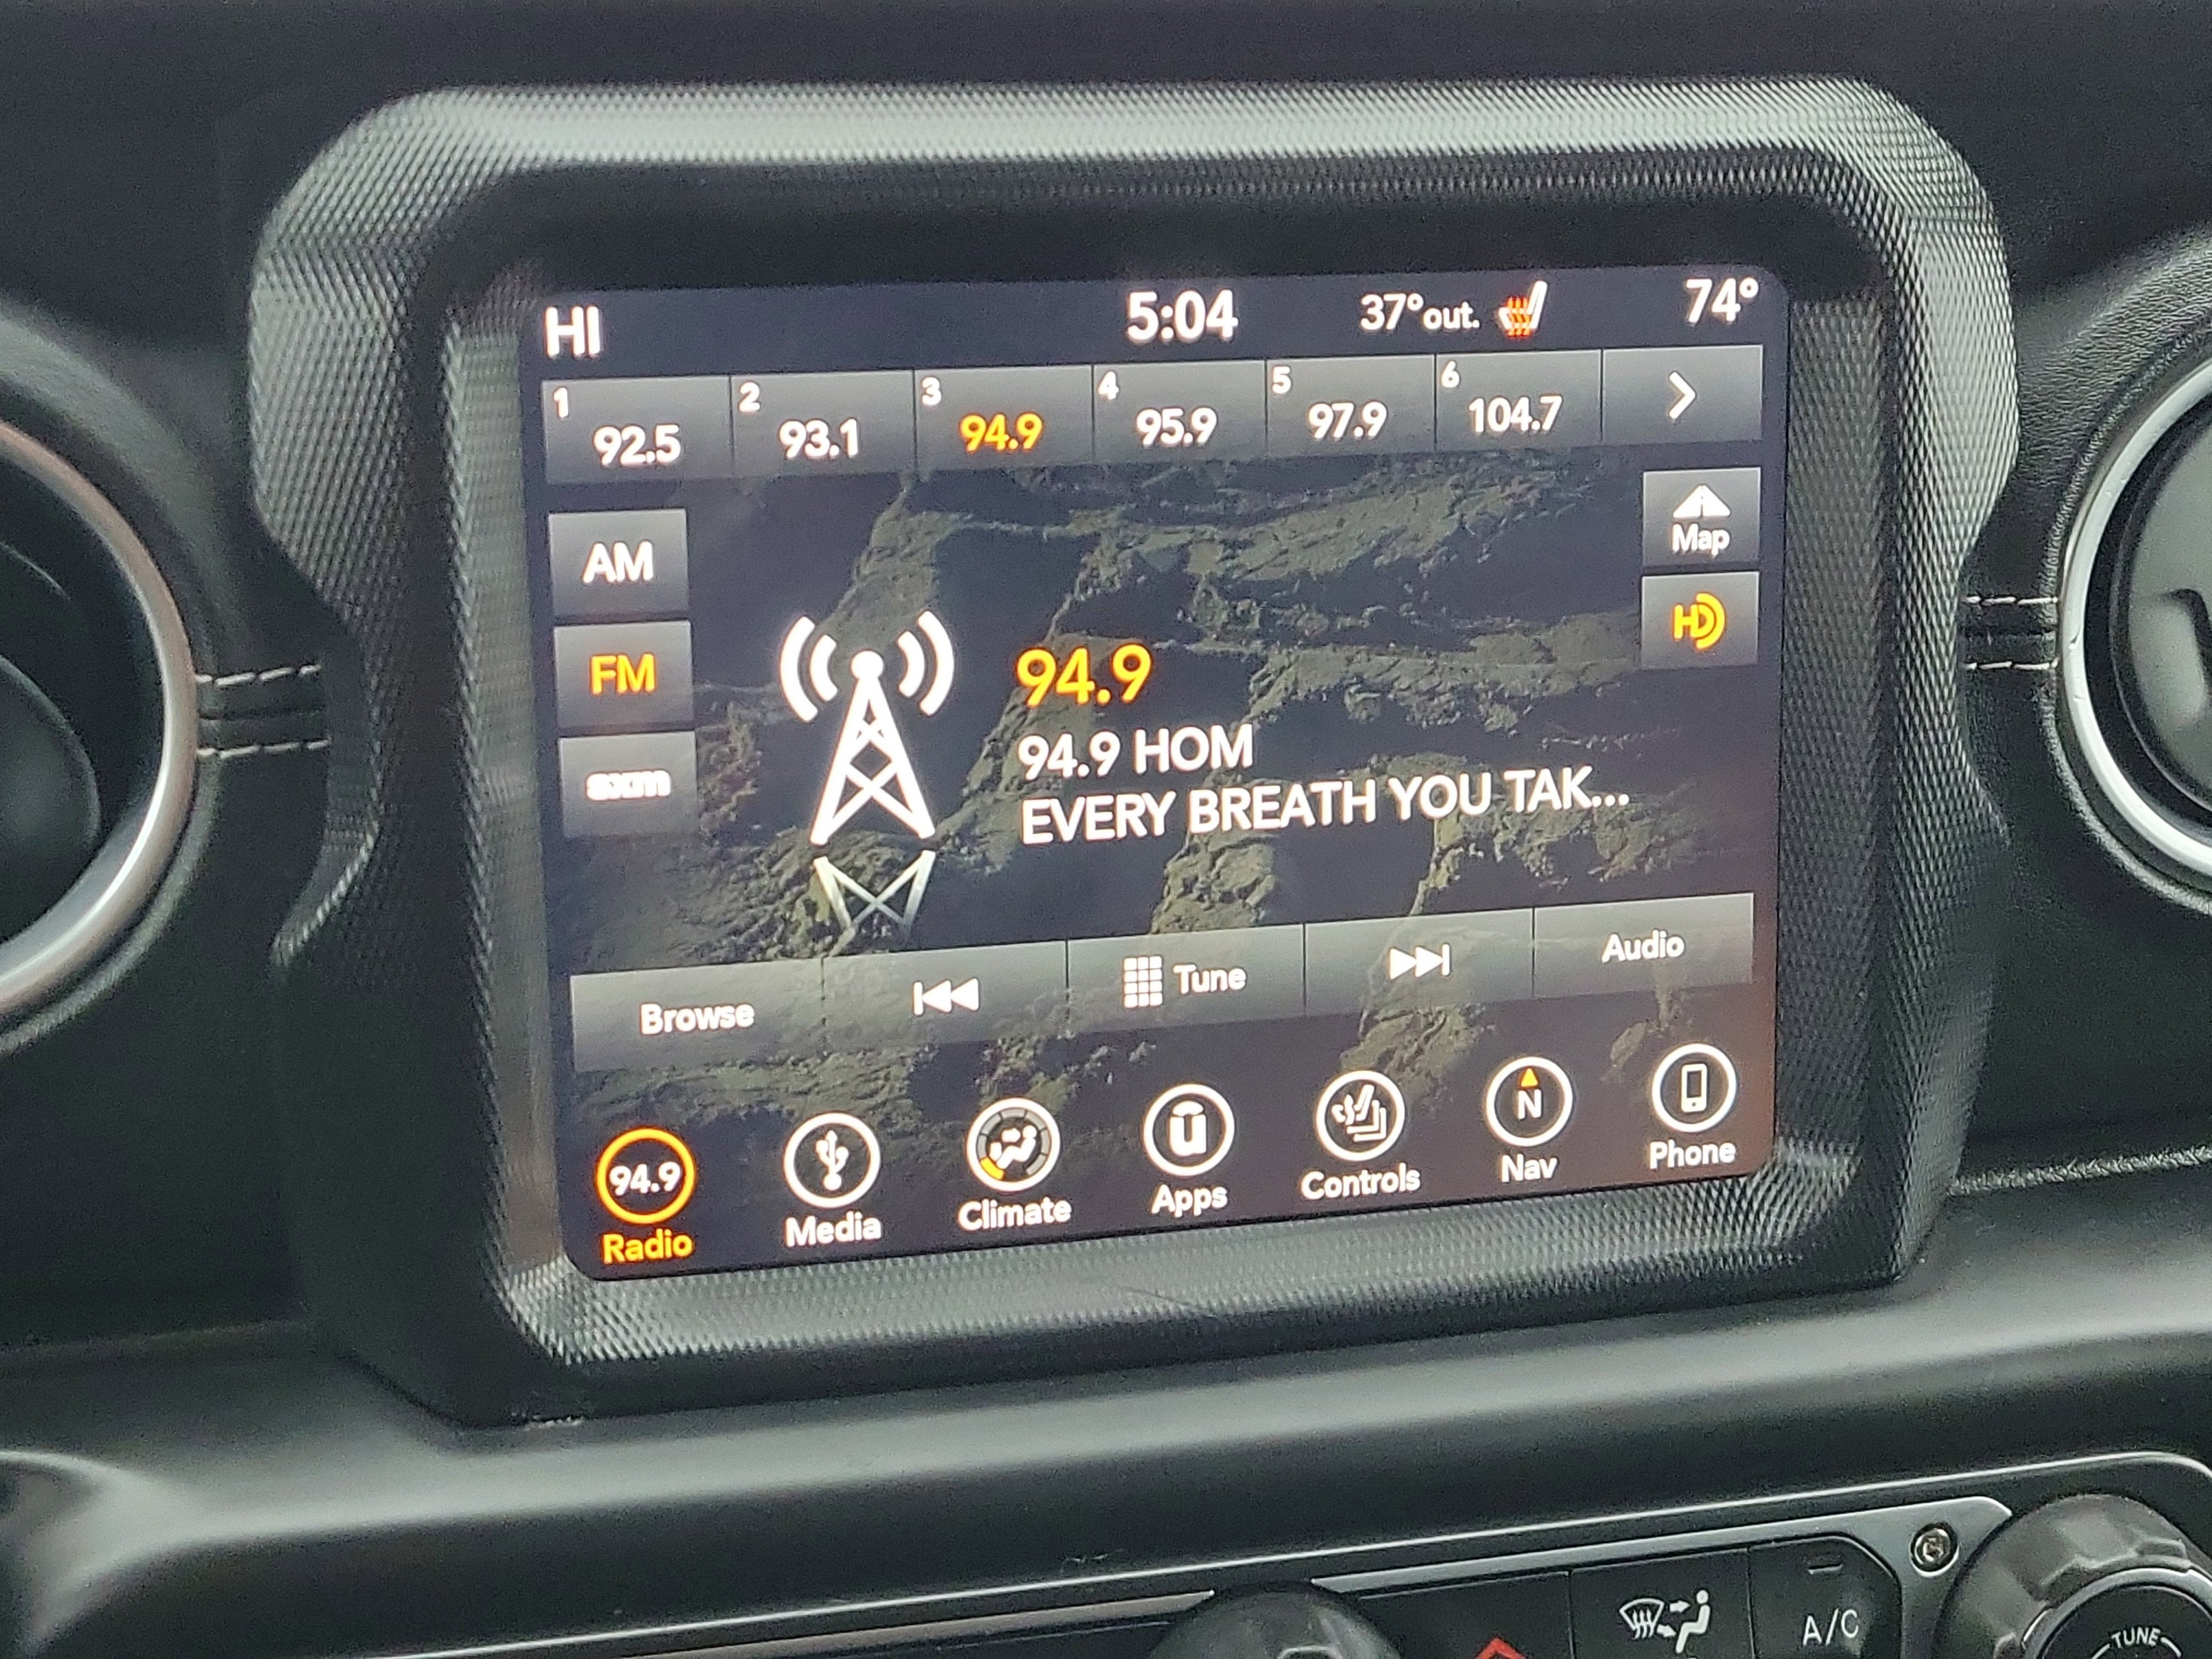 HI 5:04 37°out. 74°
1 92.5 2 93.1 3 94.9 4 95.9 5 97.9 6 104.7
Map
AM
HD
FM
94.9
94.9 HOM
sxm
EVERY BREATH YOU TAK...
Browse Tune Audio
94.9 N
Radio Media Climate Apps Controls Nav Phone
A/C TUNE